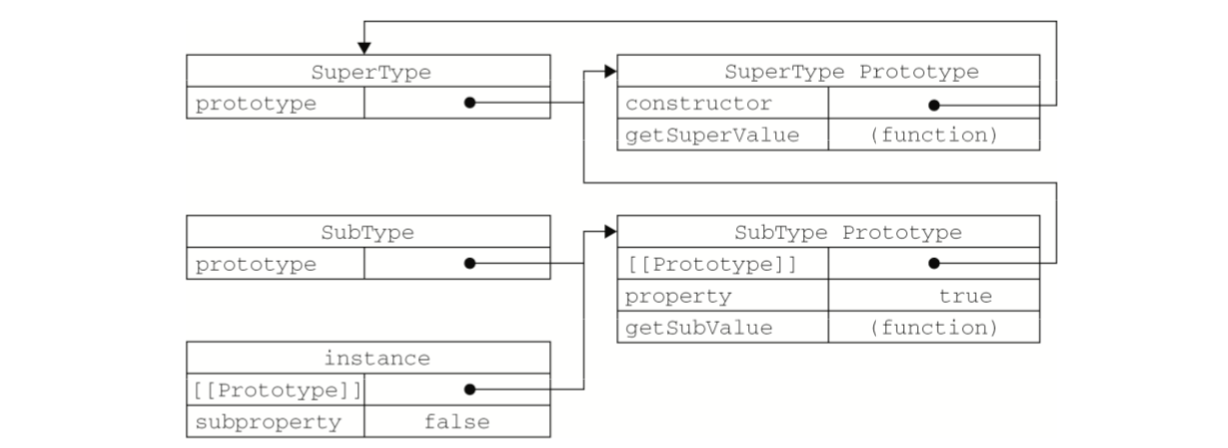 SuperType
prototype
SuperType Prototype
constructor
getSuperValue (function)
SubType
prototype
SubType Prototype
[[Prototype]]
property true
getSubValue (function)
instance
[[Prototype]]
subproperty false